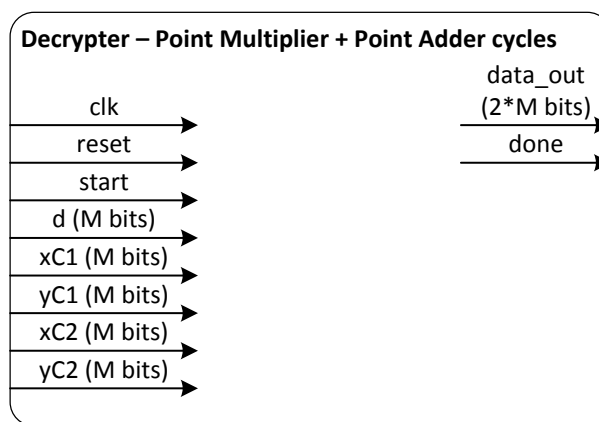 Decrypter – Point Multiplier + Point Adder cycles
clk
reset
start
d (M bits)
xC1 (M bits)
yC1 (M bits)
xC2 (M bits)
yC2 (M bits)
data_out
(2*M bits)
done